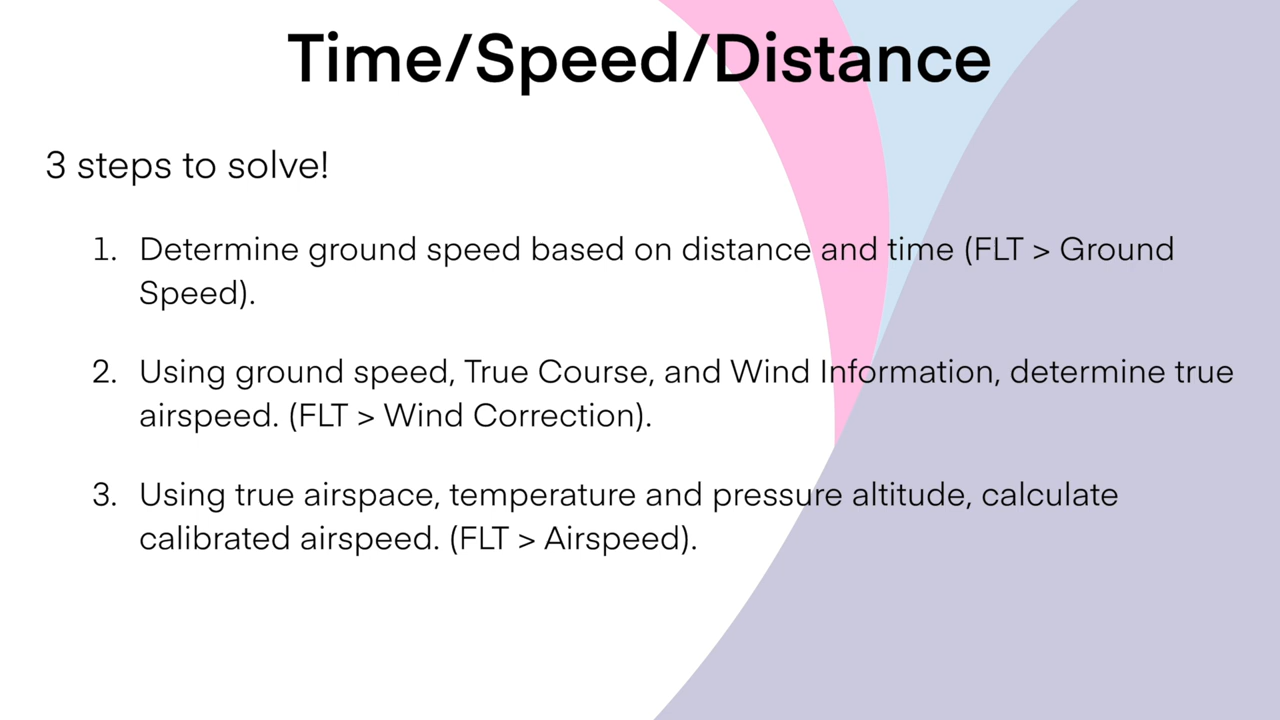 Time/Speed/Distance
3 steps to solve!
1. Determine ground speed based on distance and time (FLT > Ground
Speed).
2. Using ground speed, True Course, and Wind Information, determine true
airspeed. (FLT > Wind Correction).
3. Using true airspace, temperature and pressure altitude, calculate
calibrated airspeed. (FLT > Airspeed).